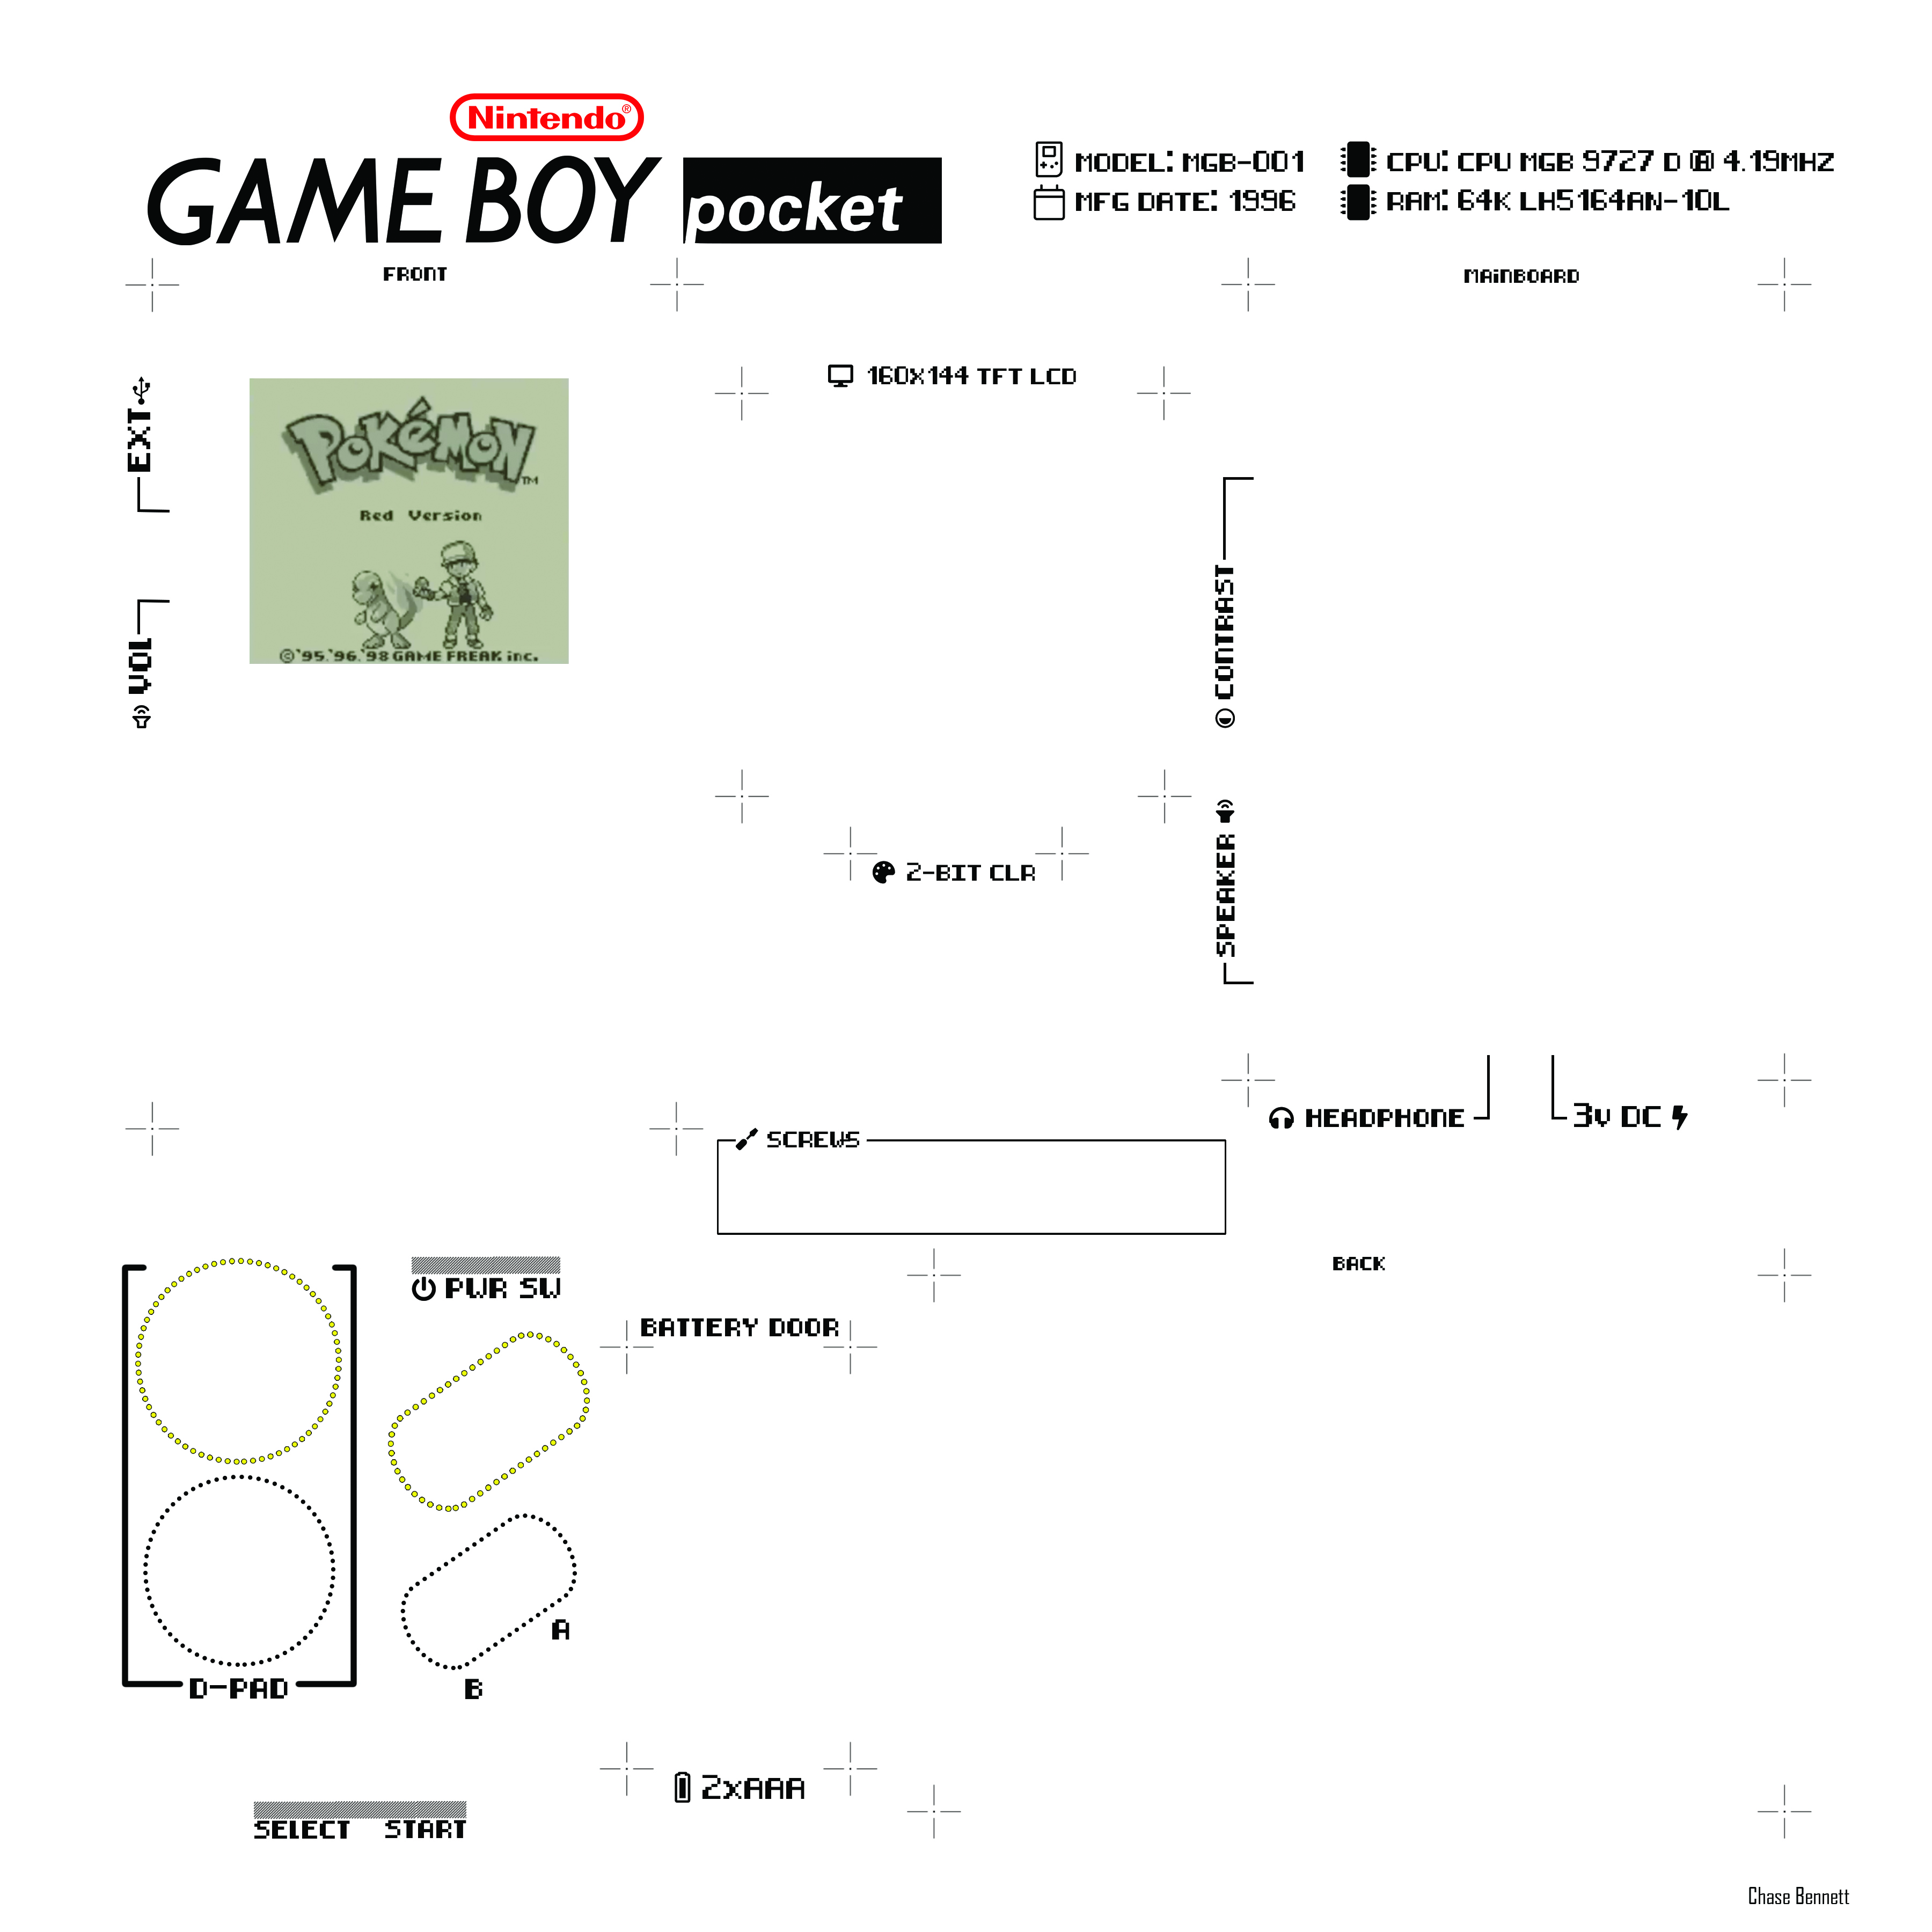 Nintendo®
GAME BOY pocket
MODEL: MGB-001
CPU: CPU MGB 9727 D @ 4.19MHZ
MFG DATE: 1996
RAM: 64K LH5164AN-10L
FRONT
MAINBOARD
160X144 TFT LCD
EXT
POKéMON™
Red Version
©'95.'96.'98 GAME FREAK inc.
VOL
CONTRAST
2-BIT CLR
SPEAKER
HEADPHONE
3V DC
SCREWS
BACK
PWR SW
BATTERY DOOR
A
B
D-PAD
2xAAA
SELECT START
Chase Bennett